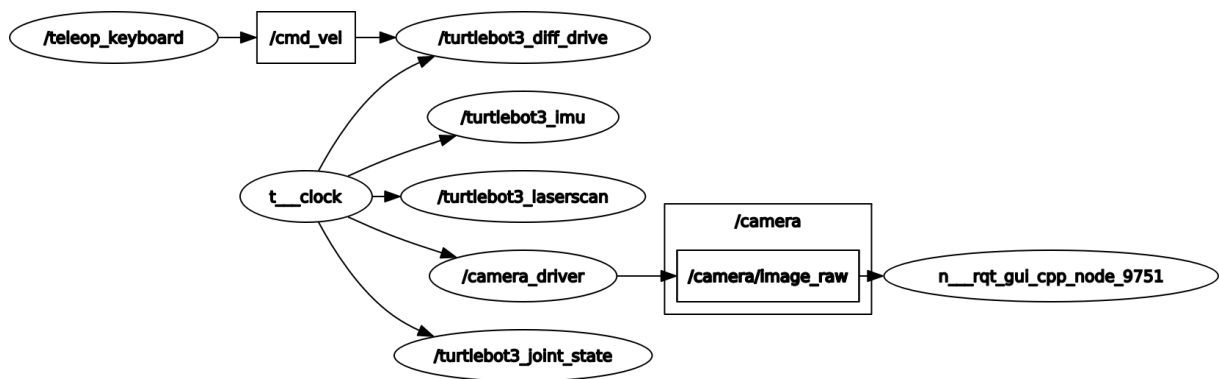 /teleop_keyboard
/cmd_vel
/turtlebot3_diff_drive
/turtlebot3_imu
t___clock
/turtlebot3_laserscan
/camera
/camera_driver
/camera/image_raw
n___rqt_gui_cpp_node_9751
/turtlebot3_joint_state